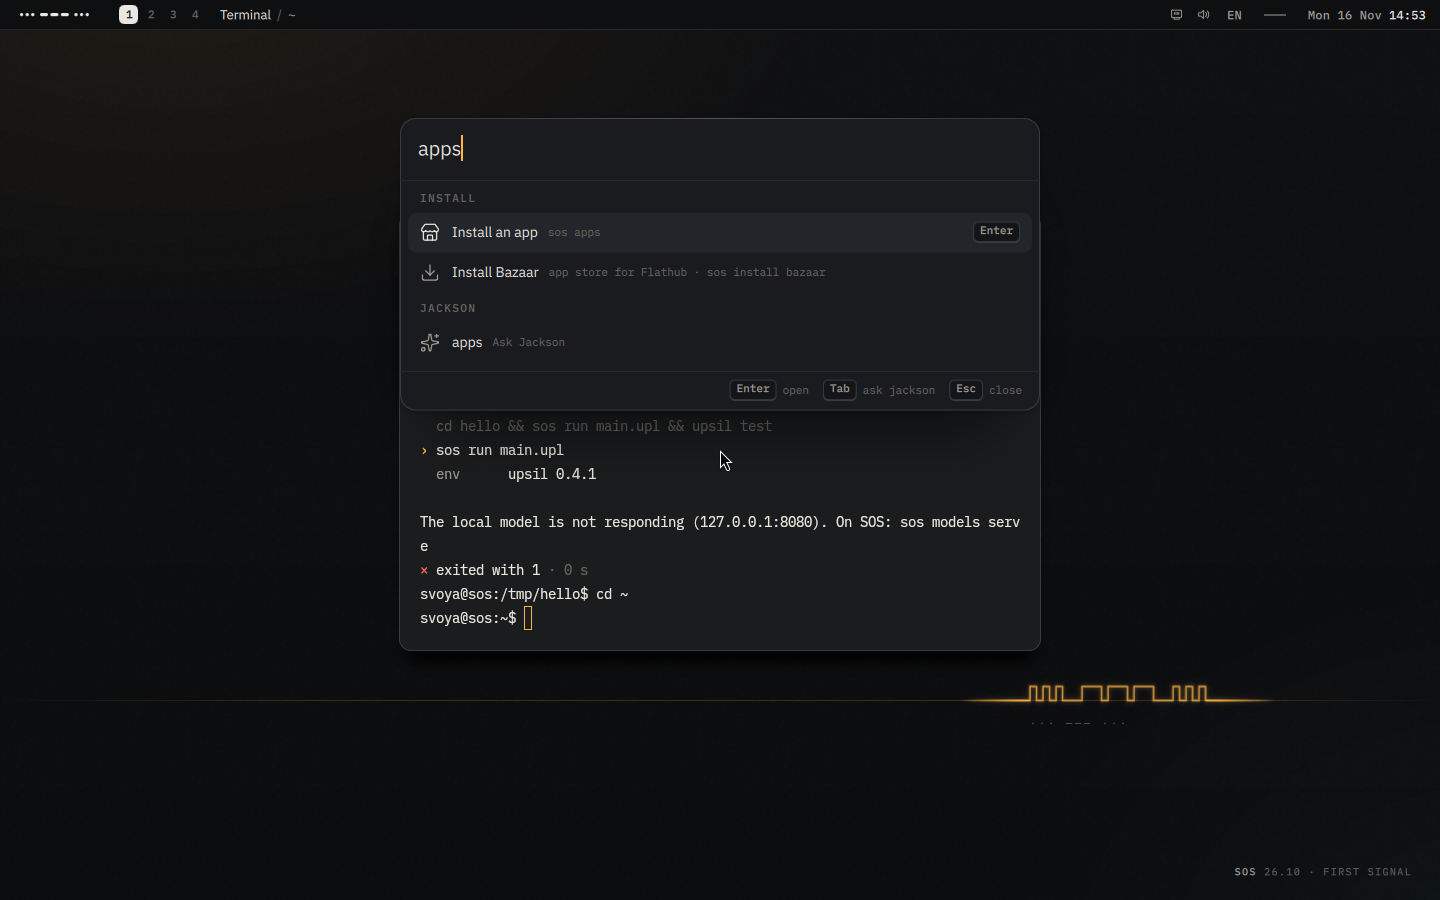 1 2 3 4 Terminal / ~ EN Mon 16 Nov 14:53
apps
INSTALL
Install an app sos apps Enter
Install Bazaar app store for Flathub · sos install bazaar
JACKSON
apps Ask Jackson
Enter open Tab ask jackson Esc close
cd hello && sos run main.upl && upsil test
› sos run main.upl
env upsil 0.4.1
The local model is not responding (127.0.0.1:8080). On SOS: sos models serv
e
× exited with 1 · 0 s
svoya@sos:/tmp/hello$ cd ~
svoya@sos:~$
··· ––– ···
SOS 26.10 · FIRST SIGNAL